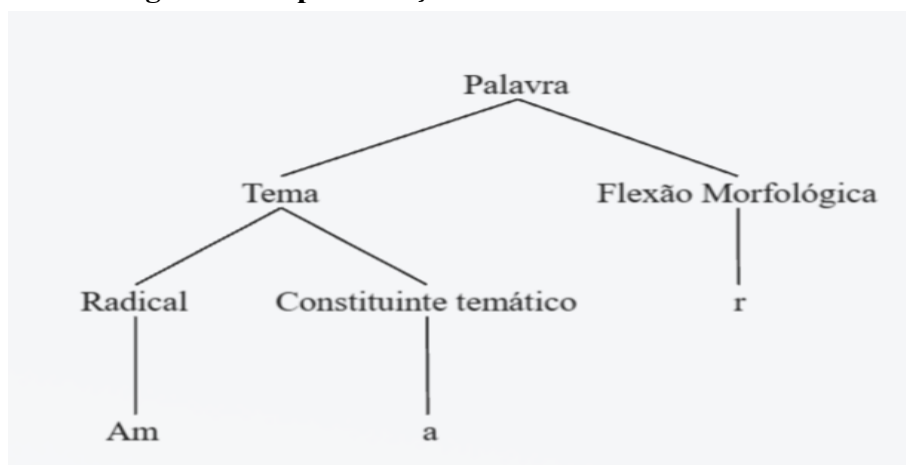 Palavra
Tema Flexão Morfológica
Radical Constituinte temático r
Am a